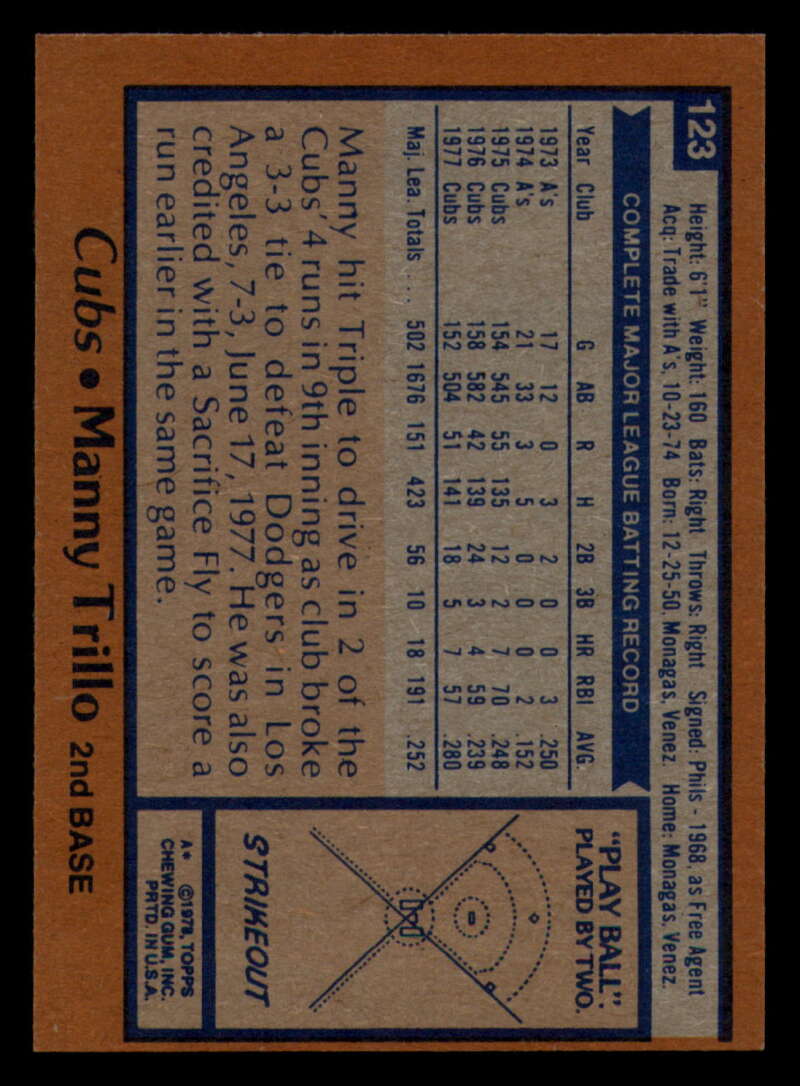 123
Height: 6'1" Weight: 160 Bats: Right Throws: Right Signed: Phils - 1968, as Free Agent
Acq: Trade with A's, 10-23-74 Born: 12-25-50, Monagas, Venez. Home: Monagas, Venez.
COMPLETE MAJOR LEAGUE BATTING RECORD
Year Club G AB R H 2B 3B HR RBI AVG.
1973 A's 17 12 0 3 2 0 0 3 .250
1974 A's 21 33 3 5 0 0 0 2 .152
1975 Cubs 154 545 55 135 12 2 7 70 .248
1976 Cubs 158 582 42 139 24 3 4 59 .239
1977 Cubs 152 504 51 141 18 5 7 57 .280
Maj. Lea. Totals .... 502 1676 151 423 56 10 18 191 .252
Manny hit Triple to drive in 2 of the
Cubs' 4 runs in 9th inning as club broke
a 3-3 tie to defeat Dodgers in Los
Angeles, 7-3, June 17, 1977. He was also
credited with a Sacrifice Fly to score a
run earlier in the same game.
"PLAY BALL".
PLAYED BY TWO.
STRIKEOUT
A* ©1978, TOPPS
CHEWING GUM, INC.
PRTD. IN U.S.A.
Cubs • Manny Trillo 2nd BASE